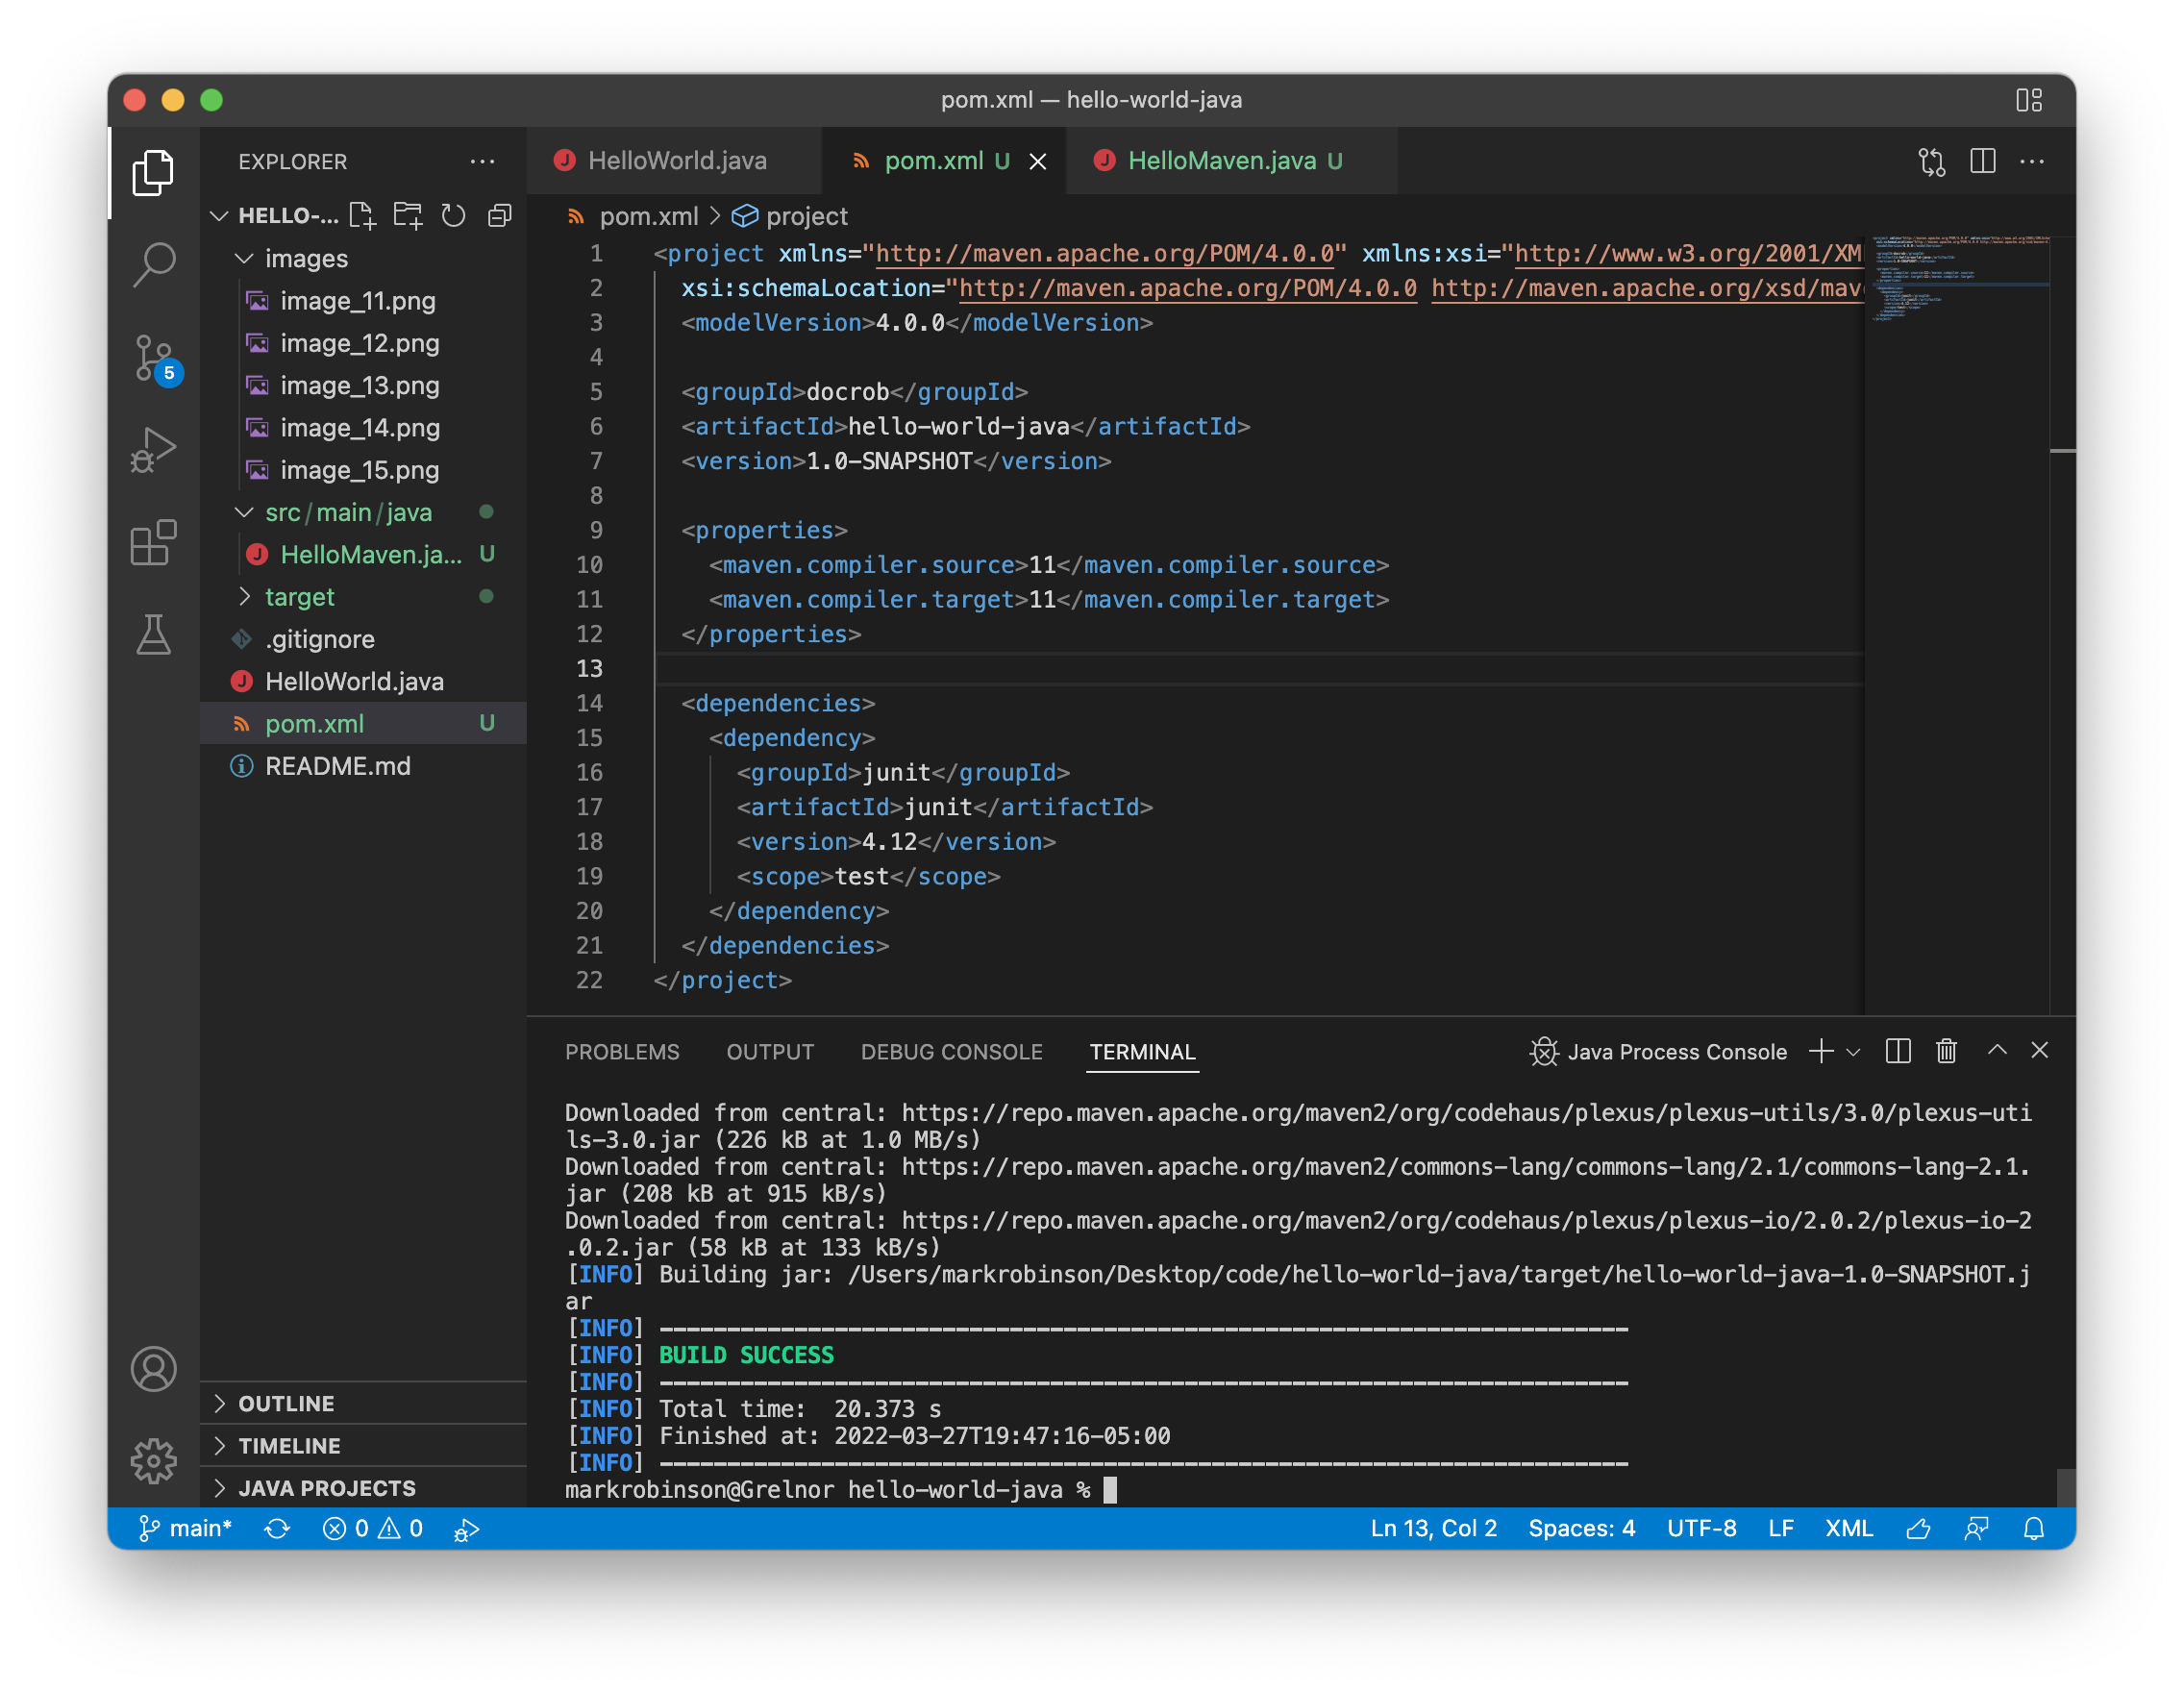 pom.xml — hello-world-java
EXPLORER
HELLO-...
images
image_11.png
image_12.png
image_13.png
image_14.png
image_15.png
src/main/java
HelloMaven.ja... U
target
.gitignore
HelloWorld.java
pom.xml U
README.md
OUTLINE
TIMELINE
JAVA PROJECTS
5
HelloWorld.java
pom.xml U
HelloMaven.java U
pom.xml > project
1 <project xmlns="http://maven.apache.org/POM/4.0.0" xmlns:xsi="http://www.w3.org/2001/XM
2 xsi:schemaLocation="http://maven.apache.org/POM/4.0.0 http://maven.apache.org/xsd/mav
3 <modelVersion>4.0.0</modelVersion>
4
5 <groupId>docrob</groupId>
6 <artifactId>hello-world-java</artifactId>
7 <version>1.0-SNAPSHOT</version>
8
9 <properties>
10 <maven.compiler.source>11</maven.compiler.source>
11 <maven.compiler.target>11</maven.compiler.target>
12 </properties>
13
14 <dependencies>
15 <dependency>
16 <groupId>junit</groupId>
17 <artifactId>junit</artifactId>
18 <version>4.12</version>
19 <scope>test</scope>
20 </dependency>
21 </dependencies>
22 </project>
PROBLEMS OUTPUT DEBUG CONSOLE TERMINAL
Java Process Console
Downloaded from central: https://repo.maven.apache.org/maven2/org/codehaus/plexus/plexus-utils/3.0/plexus-uti
ls-3.0.jar (226 kB at 1.0 MB/s)
Downloaded from central: https://repo.maven.apache.org/maven2/commons-lang/commons-lang/2.1/commons-lang-2.1.
jar (208 kB at 915 kB/s)
Downloaded from central: https://repo.maven.apache.org/maven2/org/codehaus/plexus/plexus-io/2.0.2/plexus-io-2
.0.2.jar (58 kB at 133 kB/s)
[INFO] Building jar: /Users/markrobinson/Desktop/code/hello-world-java/target/hello-world-java-1.0-SNAPSHOT.j
ar
[INFO] ------------------------------------------------------------------------
[INFO] BUILD SUCCESS
[INFO] ------------------------------------------------------------------------
[INFO] Total time:  20.373 s
[INFO] Finished at: 2022-03-27T19:47:16-05:00
[INFO] ------------------------------------------------------------------------
markrobinson@Grelnor hello-world-java %
main* 0 0 Ln 13, Col 2 Spaces: 4 UTF-8 LF XML